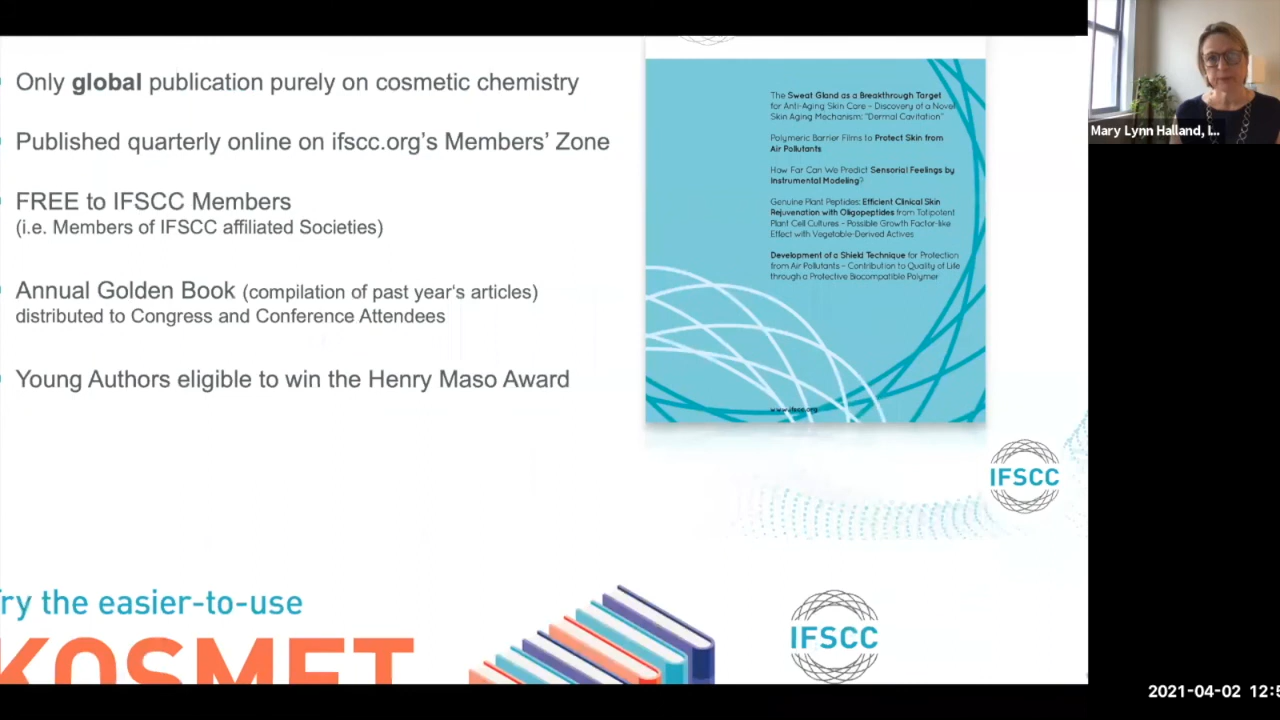 Only global publication purely on cosmetic chemistry
Published quarterly online on ifscc.org's Members' Zone
FREE to IFSCC Members
(i.e. Members of IFSCC affiliated Societies)
Annual Golden Book (compilation of past year's articles)
distributed to Congress and Conference Attendees
Young Authors eligible to win the Henry Maso Award
The Sweat Gland as a Breakthrough Target
for Anti-Aging Skin Care – Discovery of a Novel
Skin Aging Mechanism: "Dermal Cavitation"
Polymeric Barrier Films to Protect Skin from
Air Pollutants
How Far Can We Predict Sensorial Feelings by
Instrumental Modeling?
Genuine Plant Peptides: Efficient Clinical Skin
Rejuvenation with Oligopeptides from Totipotent
Plant Cell Cultures – Possible Growth Factor-like
Effect with Vegetable-Derived Actives
Development of a Shield Technique for Protection
from Air Pollutants – Contribution to Quality of Life
through a Protective Biocompatible Polymer
www.ifscc.org
IFSCC
Try the easier-to-use
KOSMET
IFSCC
Mary Lynn Halland, I...
2021-04-02 12:5